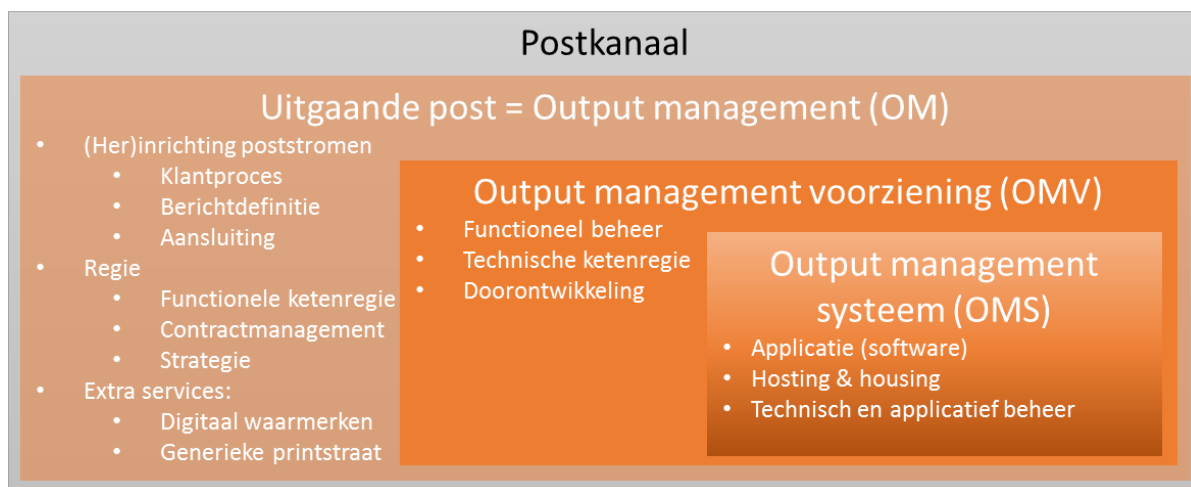 Postkanaal
Uitgaande post = Output management (OM)
• (Her)inrichting poststromen
• Klantproces
• Berichtdefinitie
• Aansluiting
• Regie
• Functionele ketenregie
• Contractmanagement
• Strategie
• Extra services:
• Digitaal waarmerken
• Generieke printstraat
Output management voorziening (OMV)
• Functioneel beheer
• Technische ketenregie
• Doorontwikkeling
Output management
systeem (OMS)
• Applicatie (software)
• Hosting & housing
• Technisch en applicatief beheer